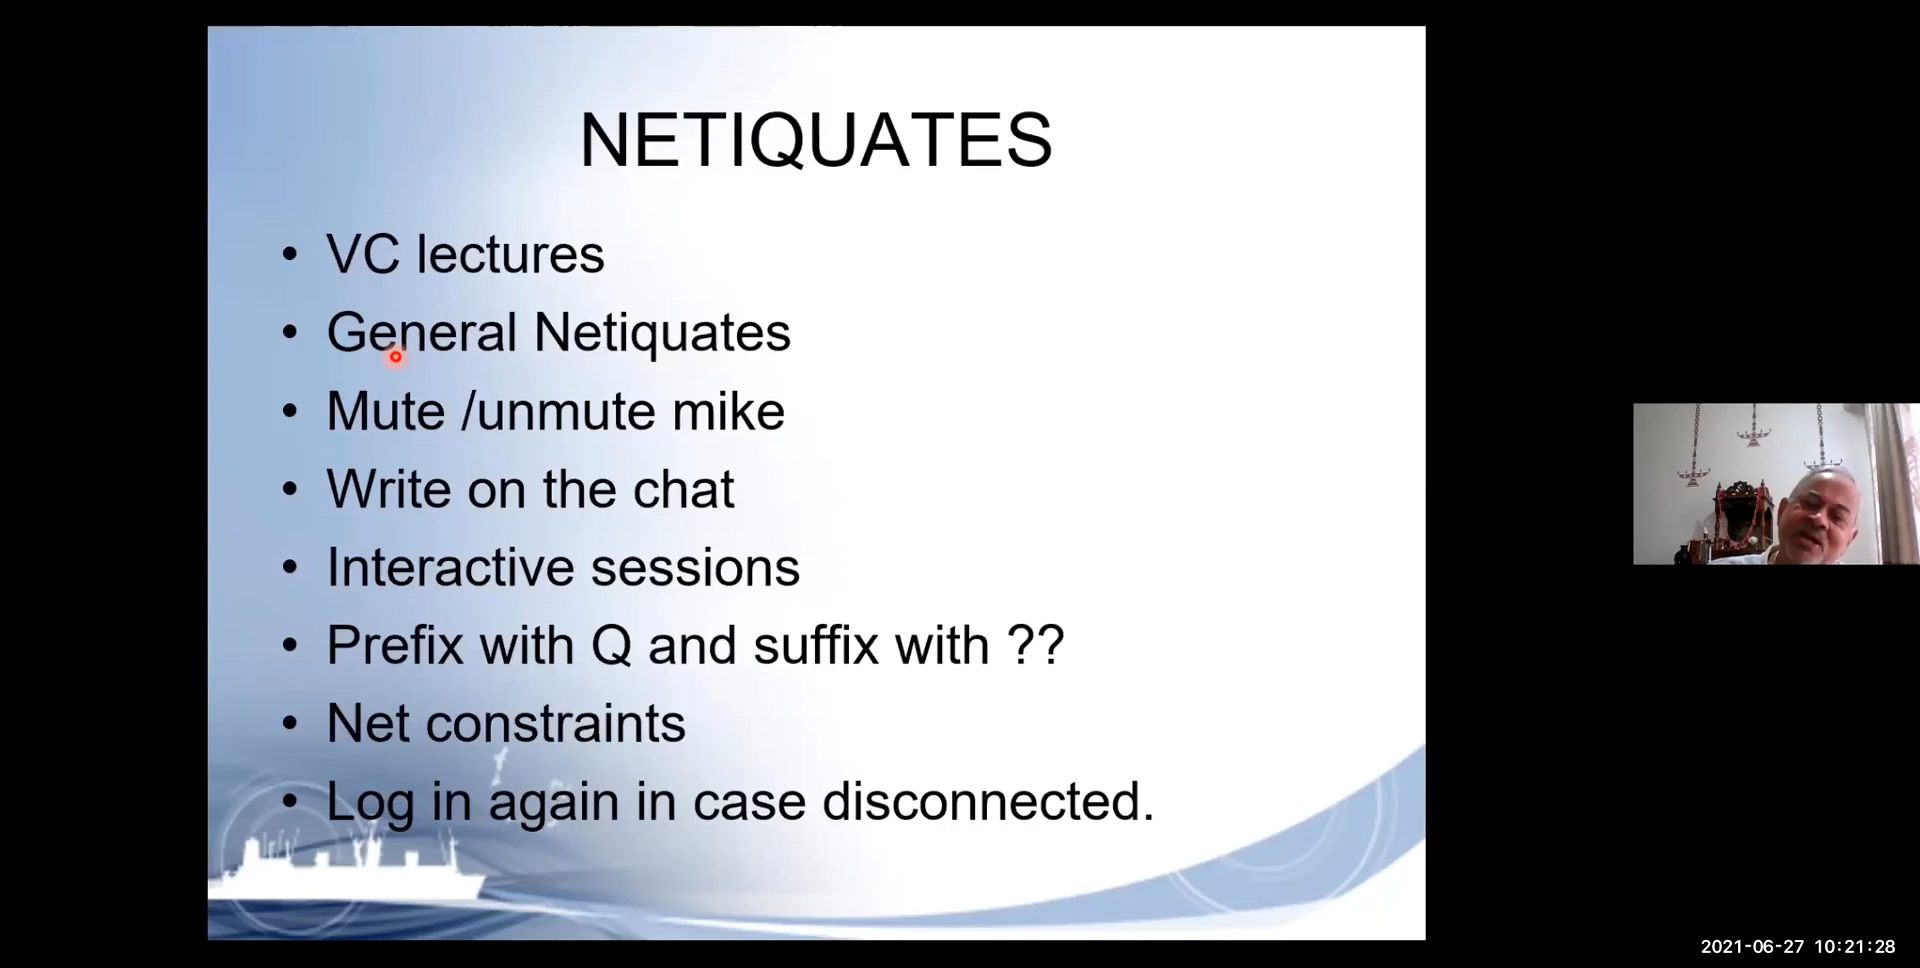 NETIQUATES
• VC lectures
• General Netiquates
• Mute /unmute mike
• Write on the chat
• Interactive sessions
• Prefix with Q and suffix with ??
• Net constraints
• Log in again in case disconnected.
2021-06-27 10:21:28